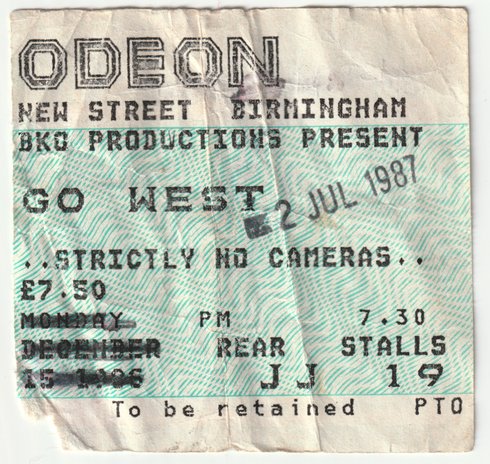 ODEON
NEW STREET BIRMINGHAM
BKO PRODUCTIONS PRESENT
GO WEST
2 JUL 1987
..STRICTLY NO CAMERAS..
£7.50
MONDAY PM 7.30
DECEMBER REAR STALLS
15 1986 JJ 19
To be retained PTO